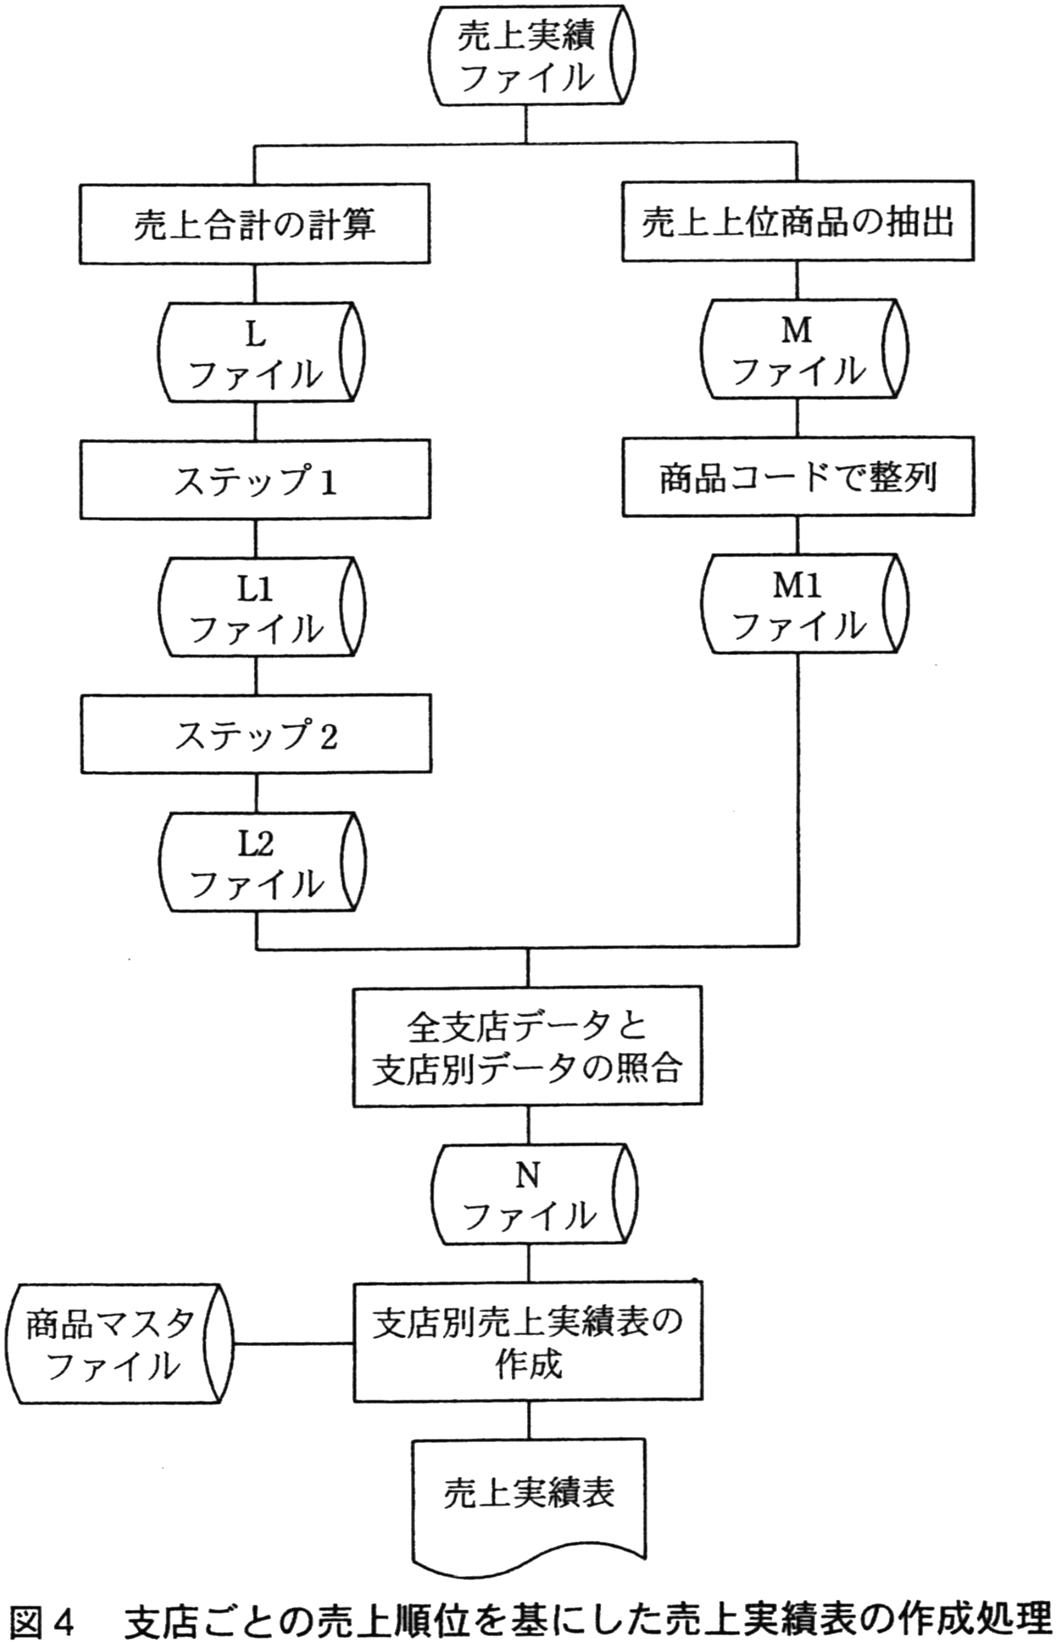 売上実績
ファイル
売上合計の計算
売上上位商品の抽出
L
ファイル
M
ファイル
ステップ1
商品コードで整列
L1
ファイル
M1
ファイル
ステップ2
L2
ファイル
全支店データと
支店別データの照合
N
ファイル
商品マスタ
ファイル
支店別売上実績表の
作成
売上実績表
図4 支店ごとの売上順位を基にした売上実績表の作成処理